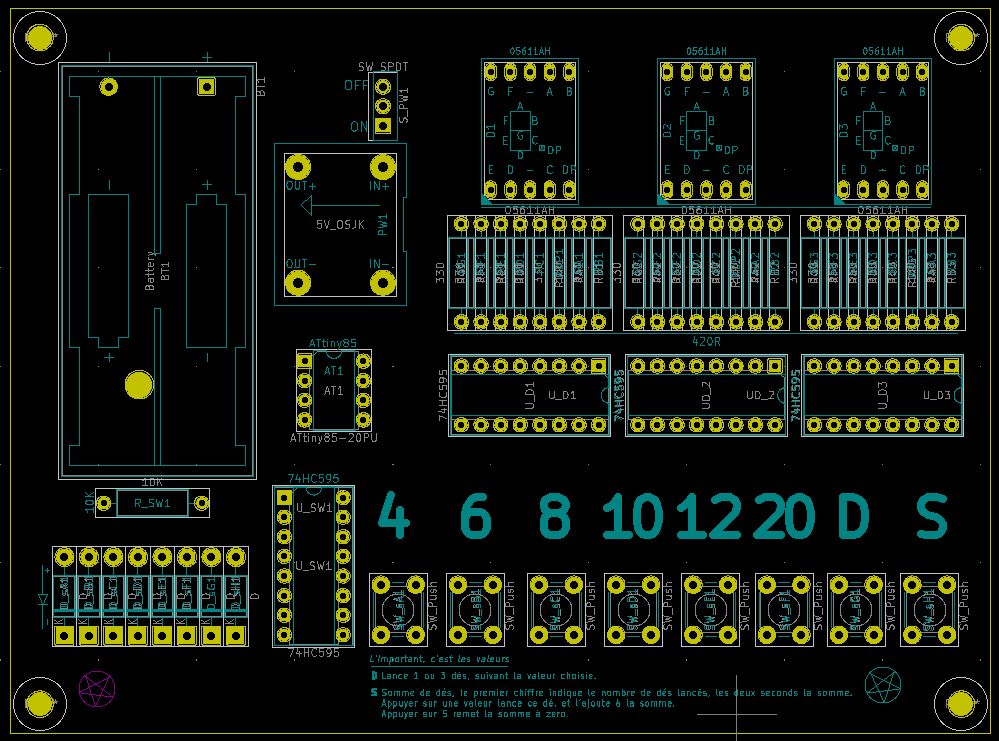 05611AH
05611AH
05611AH
SW_SPDT
OFF
ON
S_PW1
BT1
G F - A B
G F - A B
G F - A B
A
F B
G
E C
D
DP
D1
A
F B
G
E C
D
DP
D2
A
F B
G
E C
D
DP
D3
E D - C DP
E D - C DP
E D - C DP
OUT+ IN+
5V_OSJK
PW1
OUT- IN-
05611AH
05611AH
05611AH
Battery
BT1
330
330
330
420R
ATtiny85
AT1
AT1
ATtiny85-20PU
74HC595
U_D1
U_D1
74HC595
UD_2
UD_2
74HC595
U_D3
U_D3
10K
10K
R_SW1
74HC595
U_SW1
U_SW1
74HC595
4 6 8 10 12 20 D S
K K K K K K K K
D
SW_Push
SW_Push
SW_Push
SW_Push
SW_Push
SW_Push
SW_Push
SW_Push
L'important, c'est les valeurs
D Lance 1 ou 3 dés, suivant la valeur choisie.
S Somme de dés, le premier chiffre indique le nombre de dés lancés, les deux seconds la somme.
Appuyer sur une valeur lance ce dé, et l'ajoute à la somme.
Appuyer sur S remet la somme à zero.